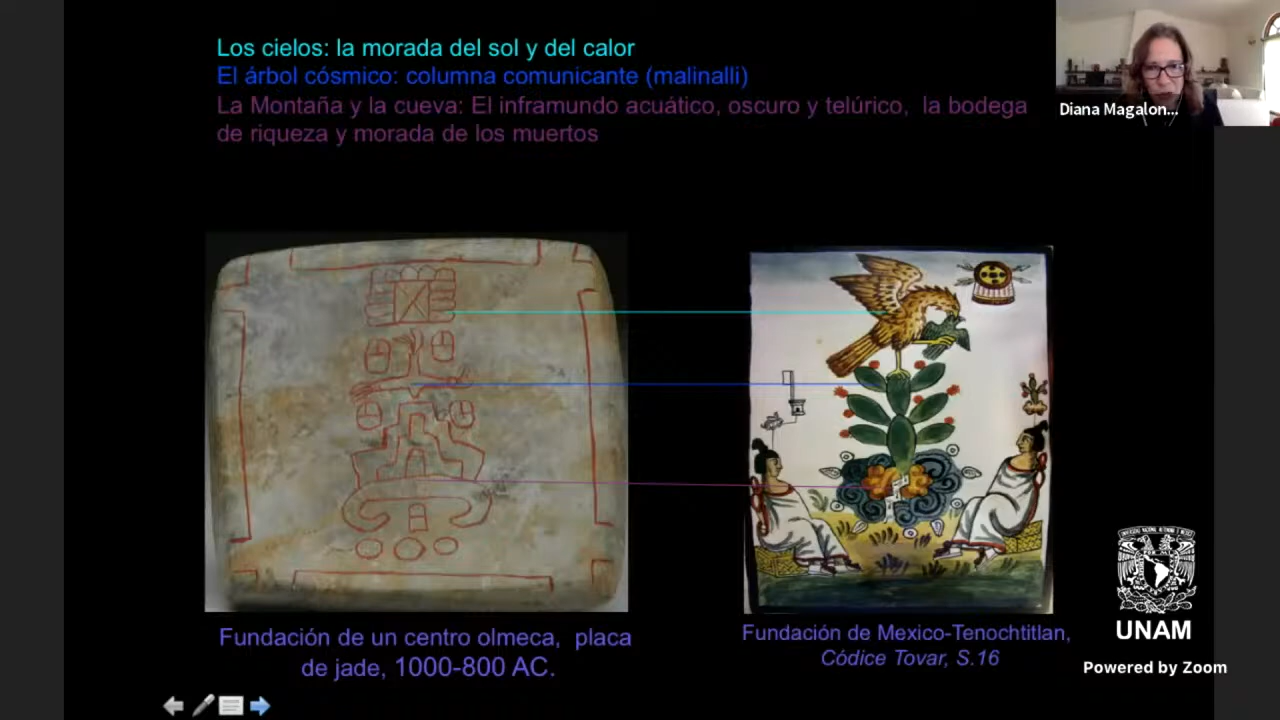 Los cielos: la morada del sol y del calor
El árbol cósmico: columna comunicante (malinalli)
La Montaña y la cueva: El inframundo acuático, oscuro y telúrico, la bodega
de riqueza y morada de los muertos
Diana Magalon...
Fundación de un centro olmeca, placa
de jade, 1000-800 AC.
Fundación de Mexico-Tenochtitlan,
Códice Tovar, S.16
UNAM
Powered by Zoom